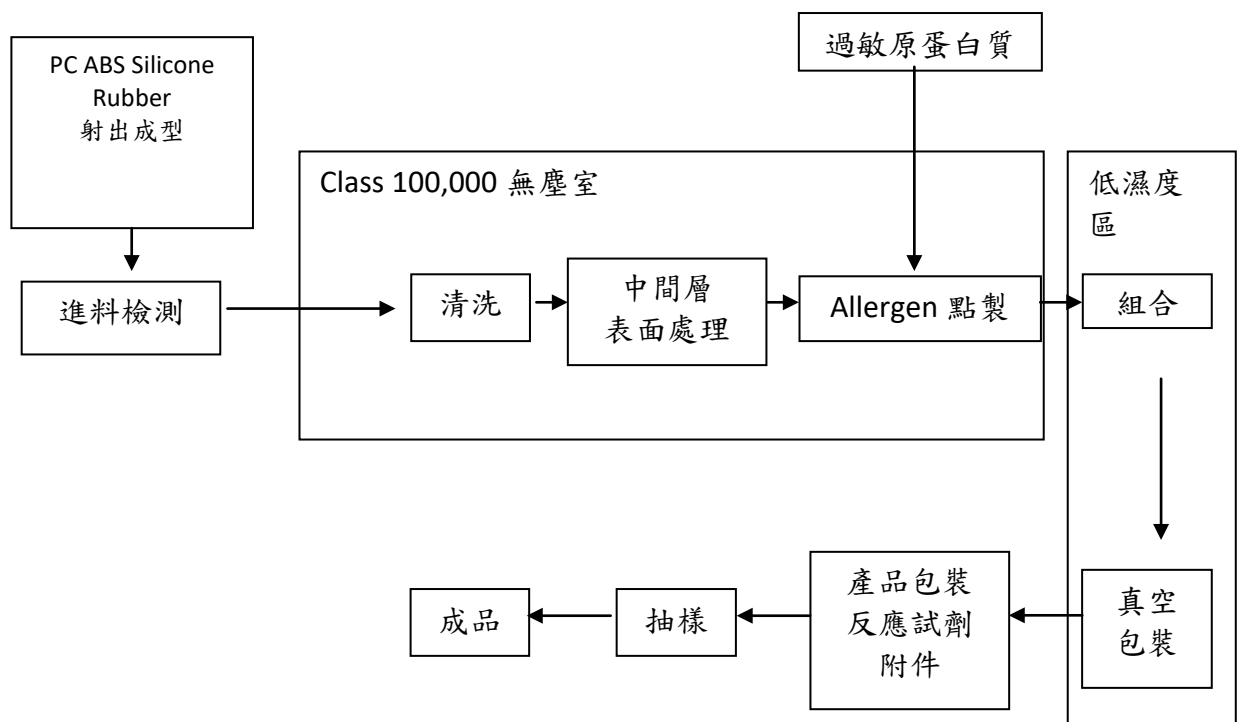 過敏原蛋白質
PC ABS Silicone
Rubber
射出成型
Class 100,000 無塵室
低濕度
區
進料檢測
清洗
中間層
表面處理
Allergen 點製
組合
成品
抽樣
產品包裝
反應試劑
附件
真空
包裝